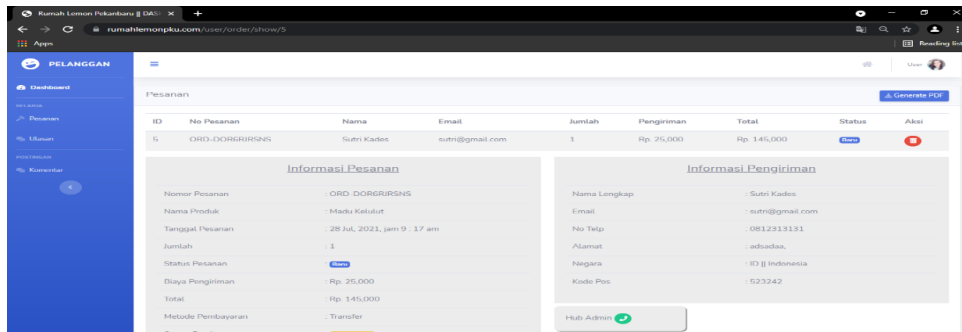 Rumah Lemon Pekanbaru || DAS
rumahlemonpku.com/user/order/show/5
Apps
Reading list
PELANGGAN
User
Dashboard
Pesanan
Generate PDF
BELANJA
Pesanan
ID No Pesanan Nama Email Jumlah Pengiriman Total Status Aksi
Ulasan
5 ORD-DOR6RIRSNS Sutri Kades sutri@gmail.com 1 Rp. 25,000 Rp. 145,000 Baru
POSTINGAN
Komentar
Informasi Pesanan
Nomor Pesanan : ORD-DOR6RIRSNS
Nama Produk : Madu Kelulut
Tanggal Pesanan : 28 Jul, 2021, jam 9 : 17 am
Jumlah : 1
Status Pesanan : Baru
Biaya Pengiriman : Rp. 25,000
Total : Rp. 145,000
Metode Pembayaran : Transfer
Informasi Pengiriman
Nama Lengkap : Sutri Kades
Email : sutri@gmail.com
No Telp : 0812313131
Alamat : adsadaa,
Negara : ID || Indonesia
Kode Pos : 523242
Hub Admin